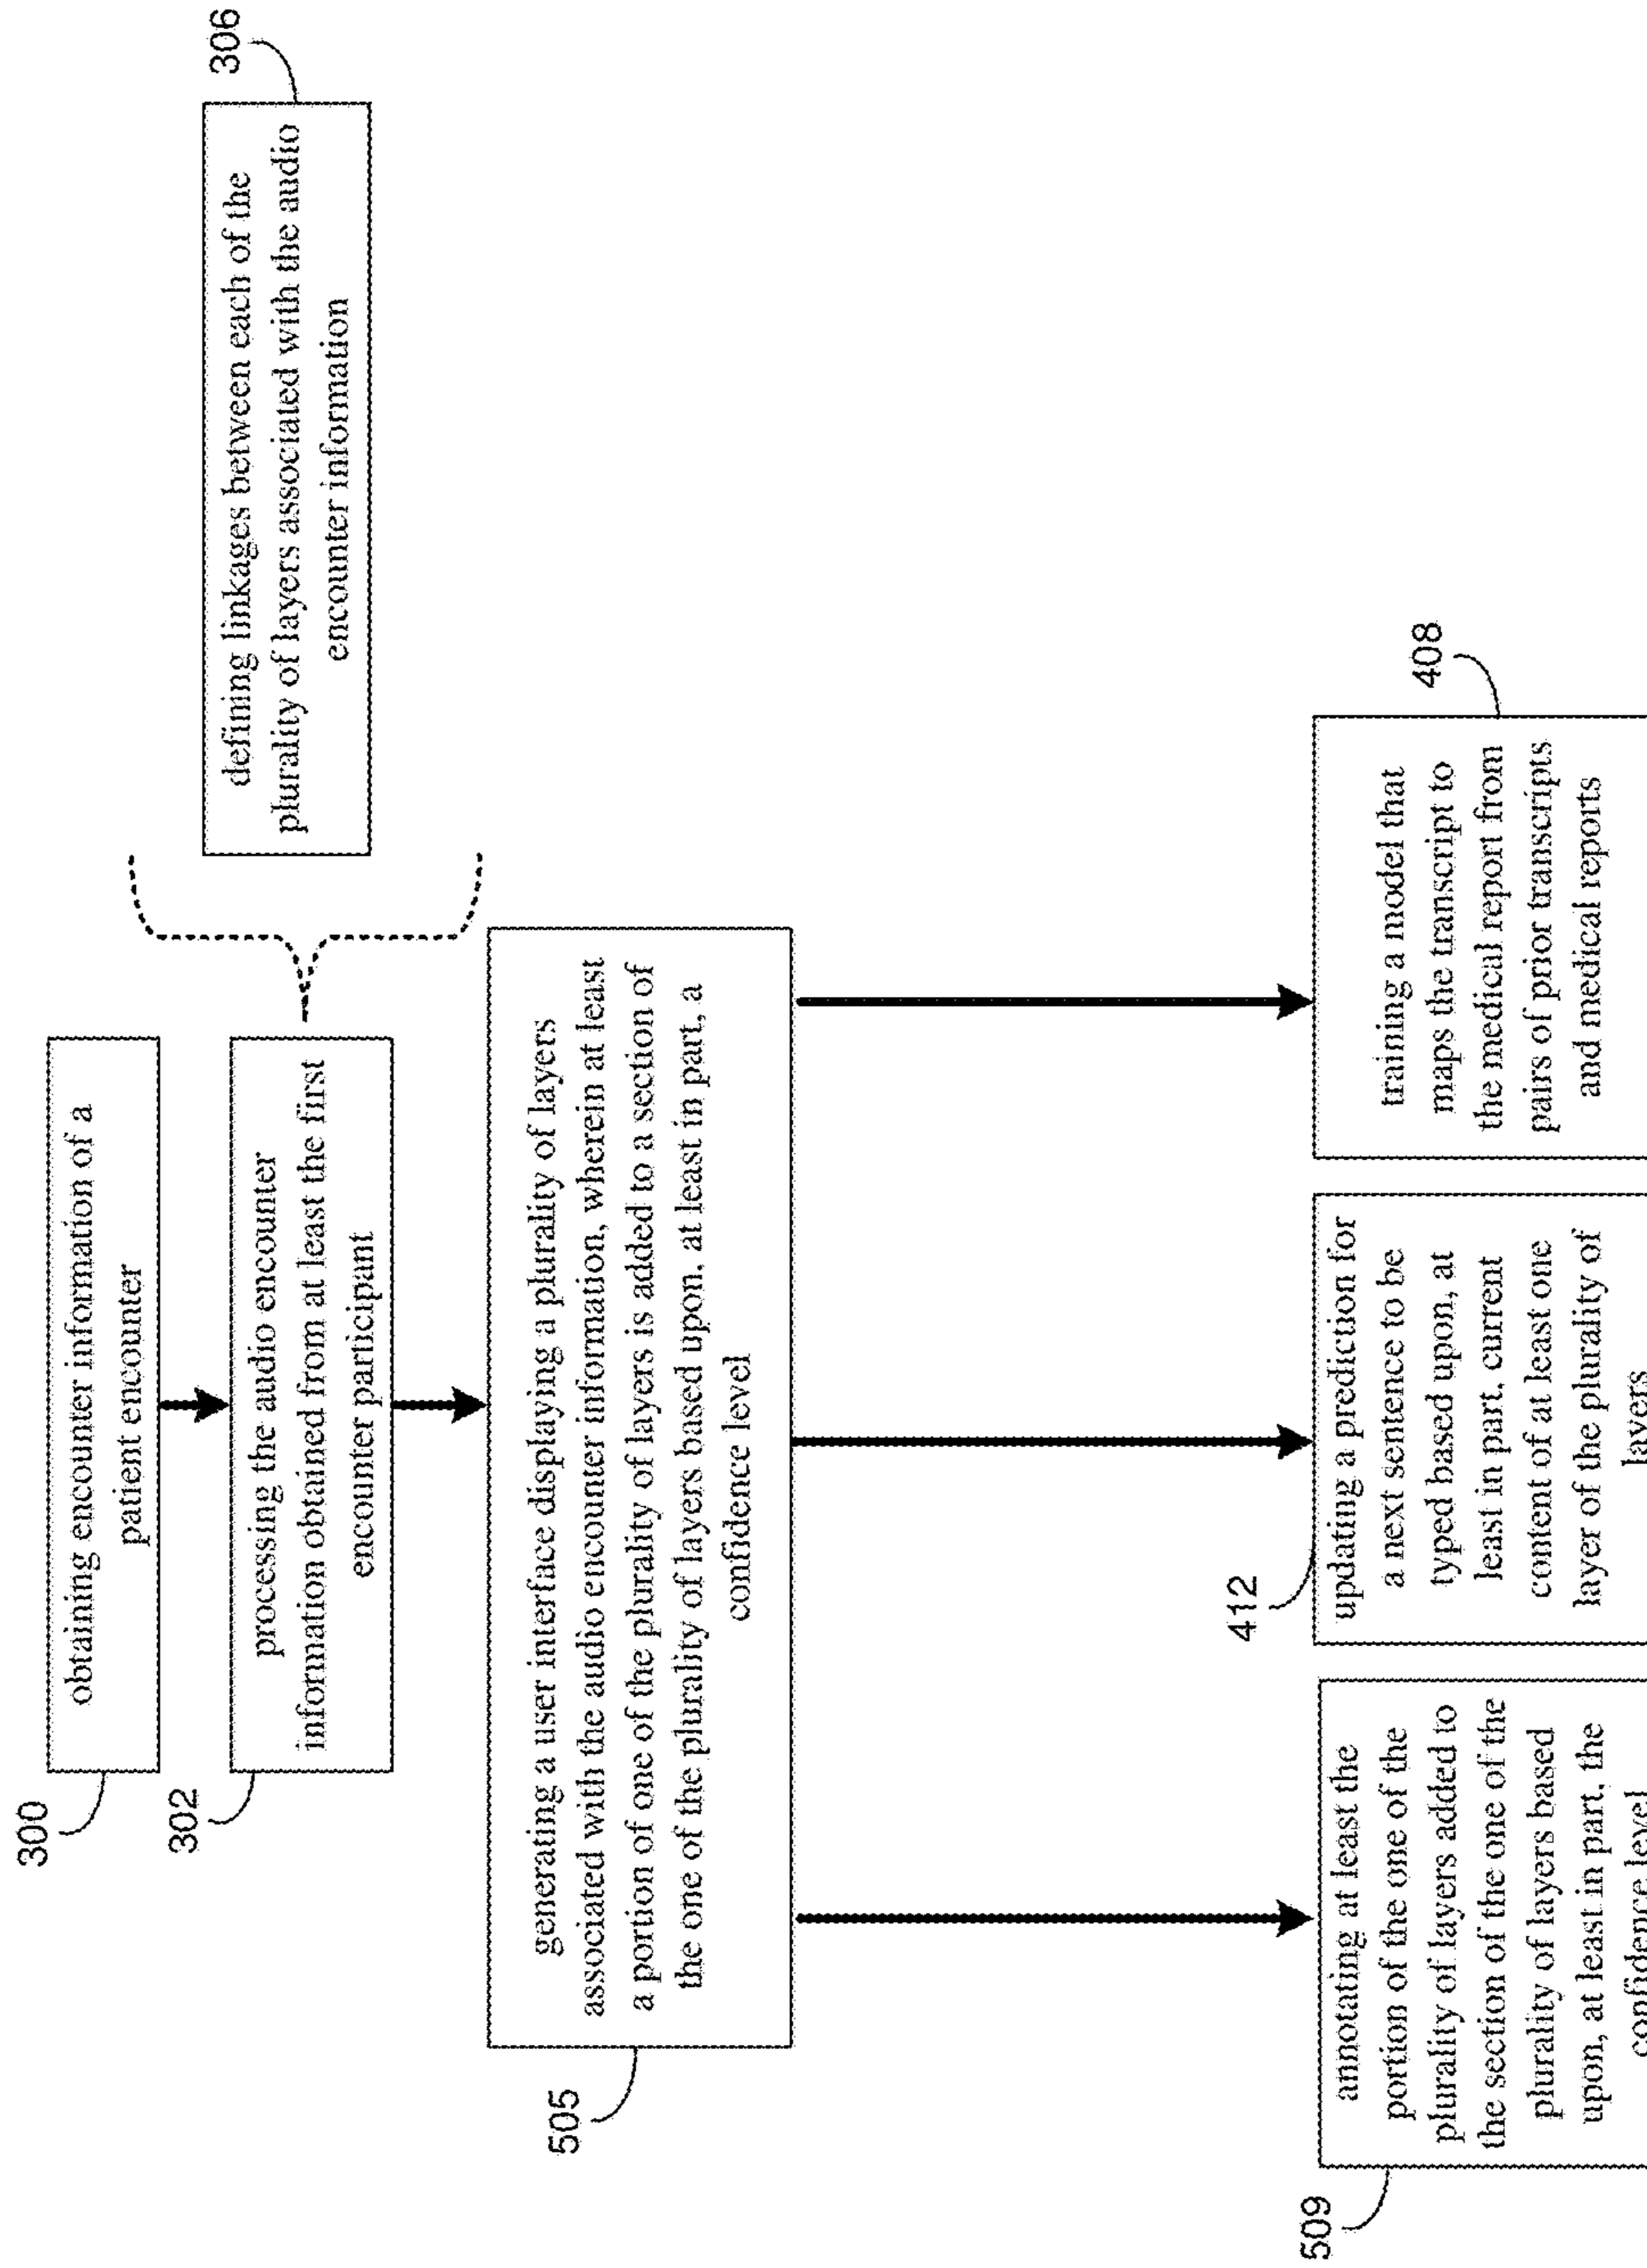 300
obtaining encounter information of a
patient encounter
302
processing the audio encounter
information obtained from at least the first
encounter participant
306
defining linkages between each of the
plurality of layers associated with the audio
encounter information
505
generating a user interface displaying a plurality of layers
associated with the audio encounter information, wherein at least
a portion of one of the plurality of layers is added to a section of
the one of the plurality of layers based upon, at least in part, a
confidence level
509
annotating at least the
portion of the one of the
plurality of layers added to
the section of the one of the
plurality of layers based
upon, at least in part, the
confidence level
412
updating a prediction for
a next sentence to be
typed based upon, at
least in part, current
content of at least one
layer of the plurality of
layers
408
training a model that
maps the transcript to
the medical report from
pairs of prior transcripts
and medical reports